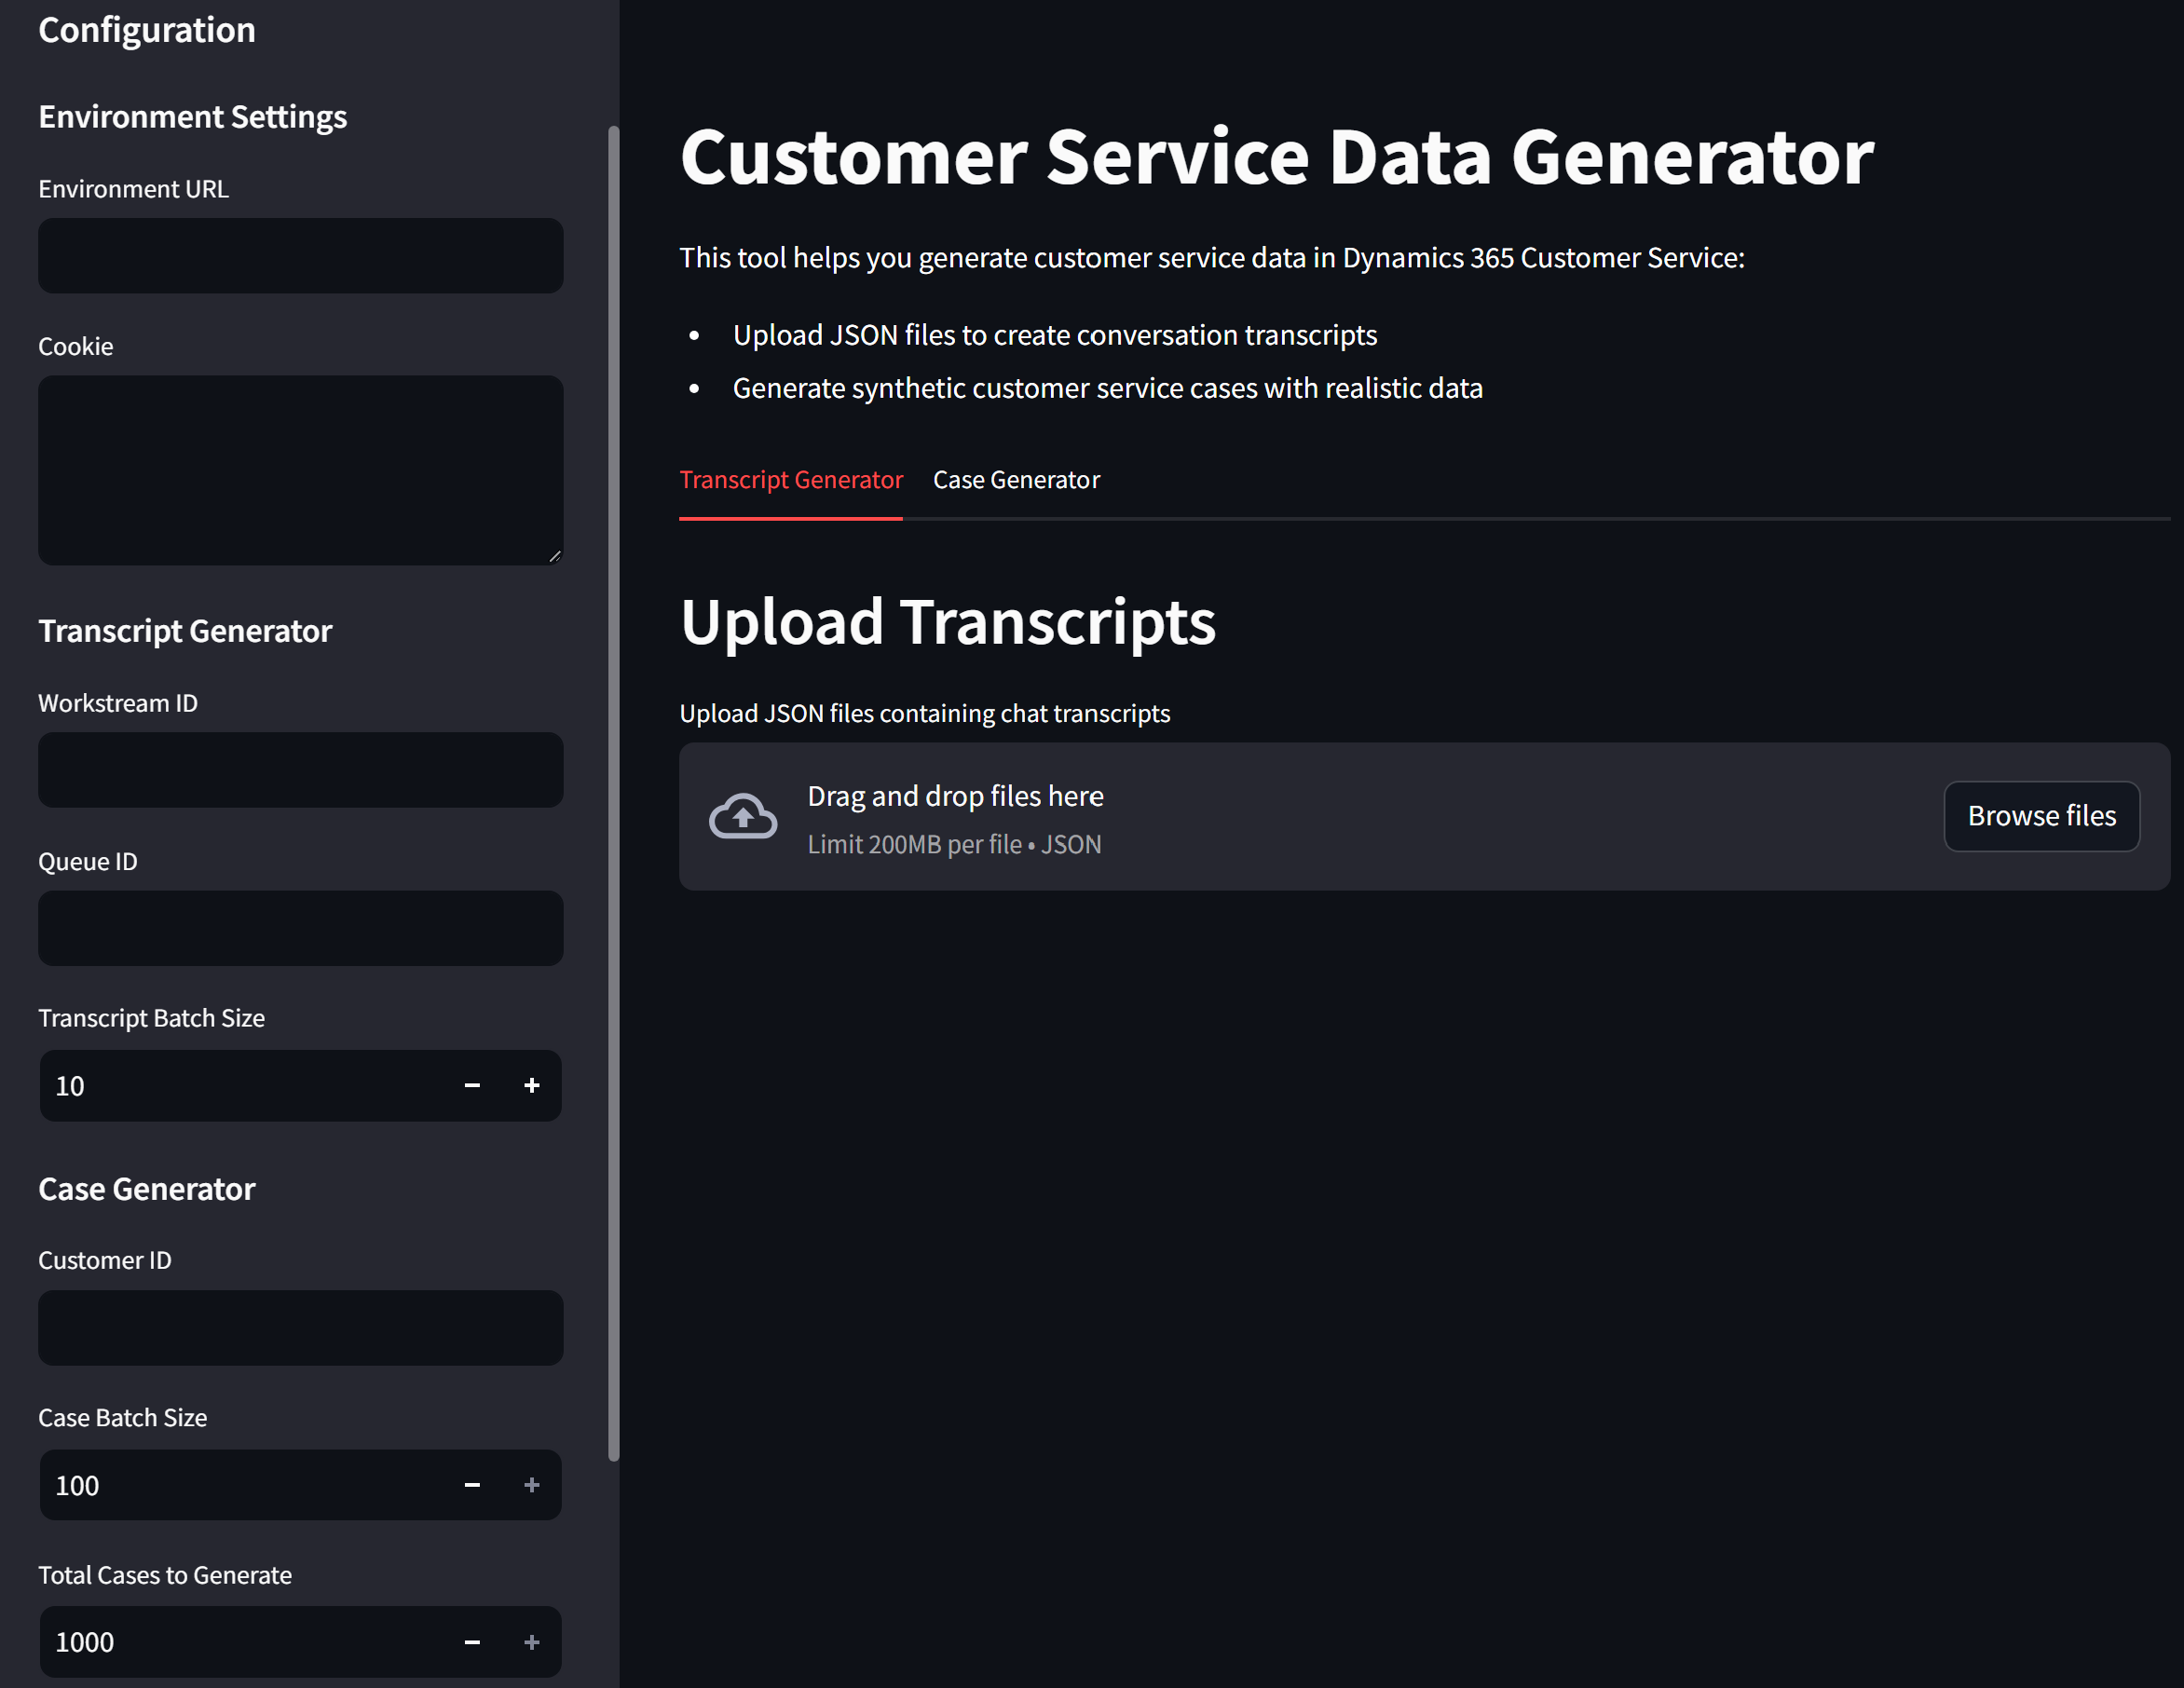 Configuration
Environment Settings
Environment URL
Cookie
Transcript Generator
Workstream ID
Queue ID
Transcript Batch Size
10
Case Generator
Customer ID
Case Batch Size
100
Total Cases to Generate
1000
Customer Service Data Generator
This tool helps you generate customer service data in Dynamics 365 Customer Service:
• Upload JSON files to create conversation transcripts
• Generate synthetic customer service cases with realistic data
Transcript Generator Case Generator
Upload Transcripts
Upload JSON files containing chat transcripts
Drag and drop files here
Limit 200MB per file • JSON
Browse files